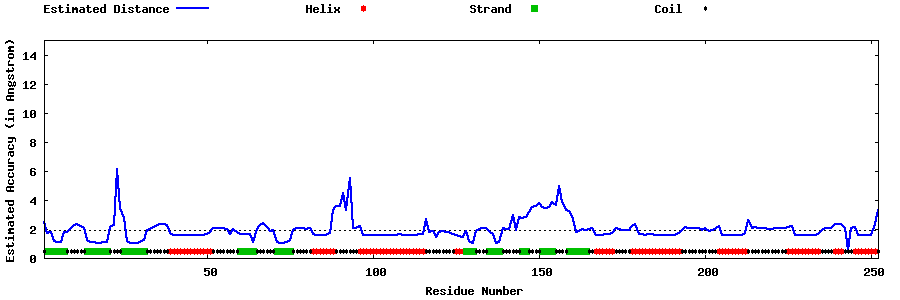 Estimated Distance Helix Strand Coil
Estimated Accuracy (in Angstrom)
14
12
10
8
6
4
2
0
50 100 150 200 250
Residue Number